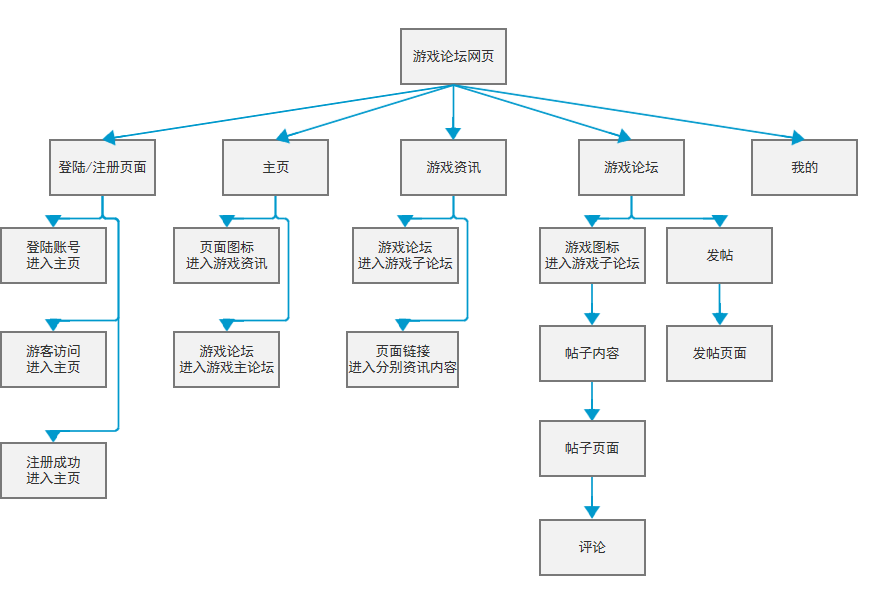 游戏论坛网页
登陆/注册页面
主页
游戏资讯
游戏论坛
我的
登陆账号
进入主页
页面图标
进入游戏资讯
游戏论坛
进入游戏子论坛
游戏图标
进入游戏子论坛
发帖
游客访问
进入主页
游戏论坛
进入游戏主论坛
页面链接
进入分别资讯内容
帖子内容
发帖页面
注册成功
进入主页
帖子页面
评论